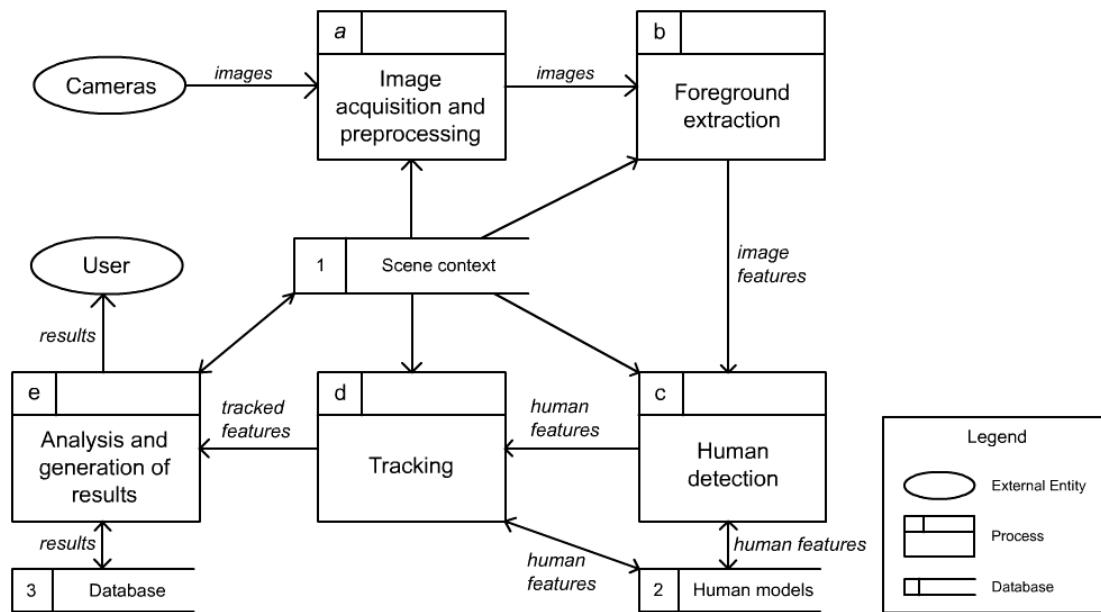 a
b
Cameras
images
Image
acquisition and
preprocessing
images
Foreground
extraction
User
1
Scene context
image
features
results
e
d
c
Analysis and
generation of
results
tracked
features
Tracking
human
features
Human
detection
results
human
features
human features
3
Database
2
Human models
Legend
External Entity
Process
Database